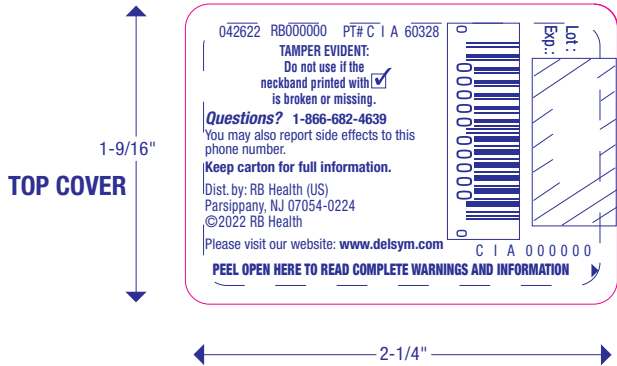 042622 RB000000 PT# C I A 60328
TAMPER EVIDENT:
Do not use if the
neckband printed with ☑
is broken or missing.
Questions? 1-866-682-4639
You may also report side effects to this
phone number.
Keep carton for full information.
Dist. by: RB Health (US)
Parsippany, NJ 07054-0224
©2022 RB Health
Please visit our website: www.delsym.com
PEEL OPEN HERE TO READ COMPLETE WARNINGS AND INFORMATION
0 00000 00000 0
Lot :
Exp.:
C I A 000000
1-9/16"
TOP COVER
2-1/4"